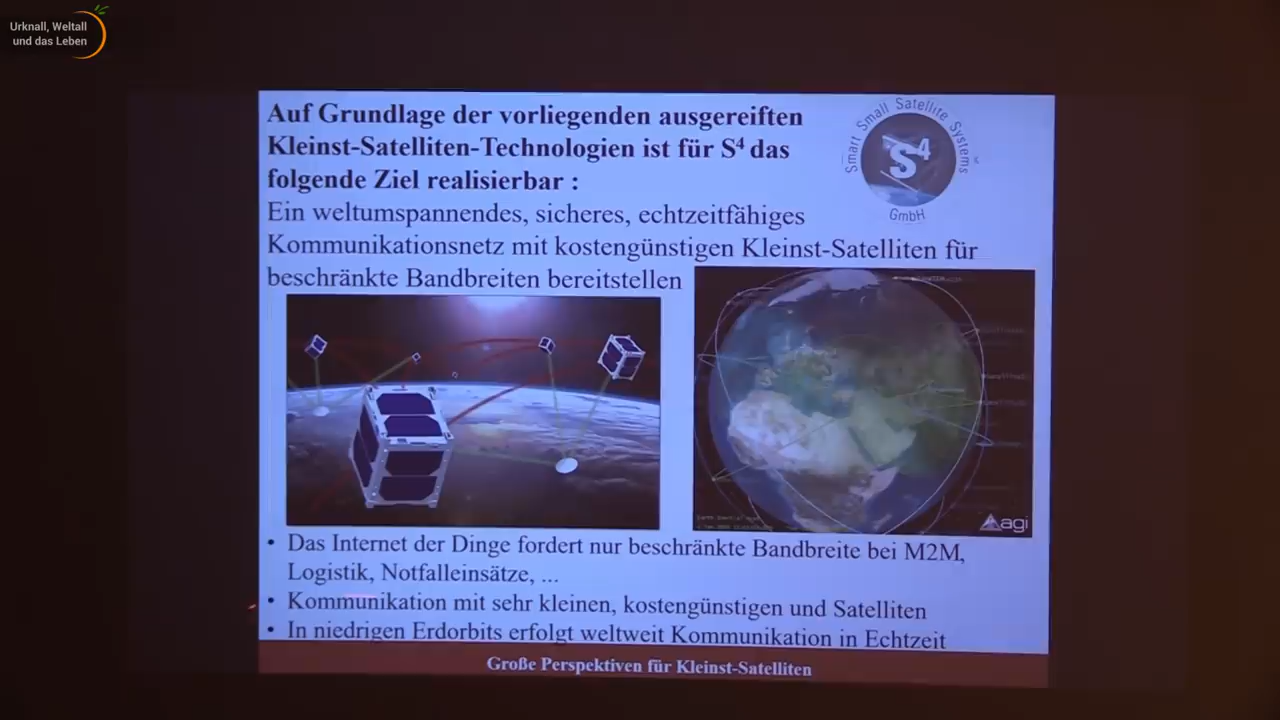 Urknall, Weltall
und das Leben
Auf Grundlage der vorliegenden ausgereiften
Kleinst-Satelliten-Technologien ist für S⁴ das
folgende Ziel realisierbar :
Ein weltumspannendes, sicheres, echtzeitfähiges
Kommunikationsnetz mit kostengünstigen Kleinst-Satelliten für
beschränkte Bandbreiten bereitstellen
Smart Small Satellite Systems
S⁴
GmbH
agi
• Das Internet der Dinge fordert nur beschränkte Bandbreite bei M2M,
Logistik, Notfalleinsätze, ...
• Kommunikation mit sehr kleinen, kostengünstigen und Satelliten
• In niedrigen Erdorbits erfolgt weltweit Kommunikation in Echtzeit
Große Perspektiven für Kleinst-Satelliten